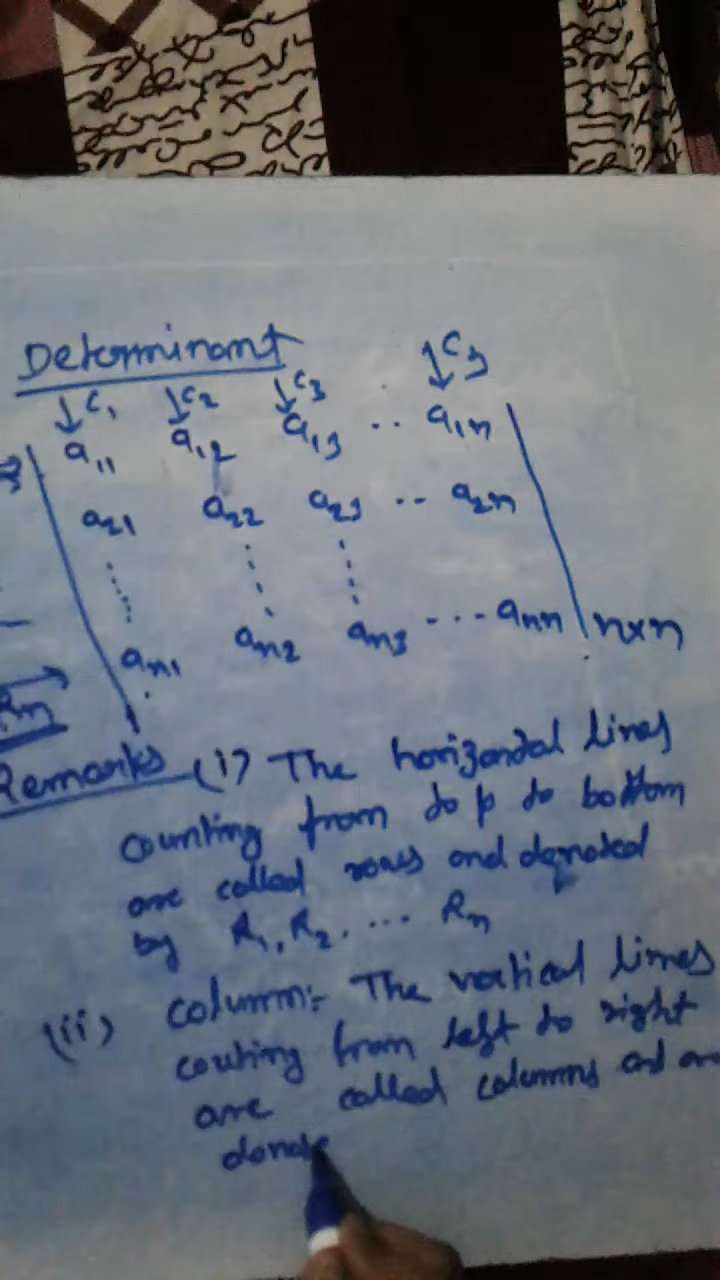 Determinant
↓C1 ↓C2 ↓C3 ↓Cn
a11 a12 a13 .. a1n
a21 a22 a23 .. a2n
an1 an2 an3 ... ann n×n
Rn
Remarks (i) The horizontal lines
counting from top to bottom
are called rows and denoted
by R1, R2, .... Rn
(ii) column:- The vertical lines
couting from left to right
are called columns and are
denote